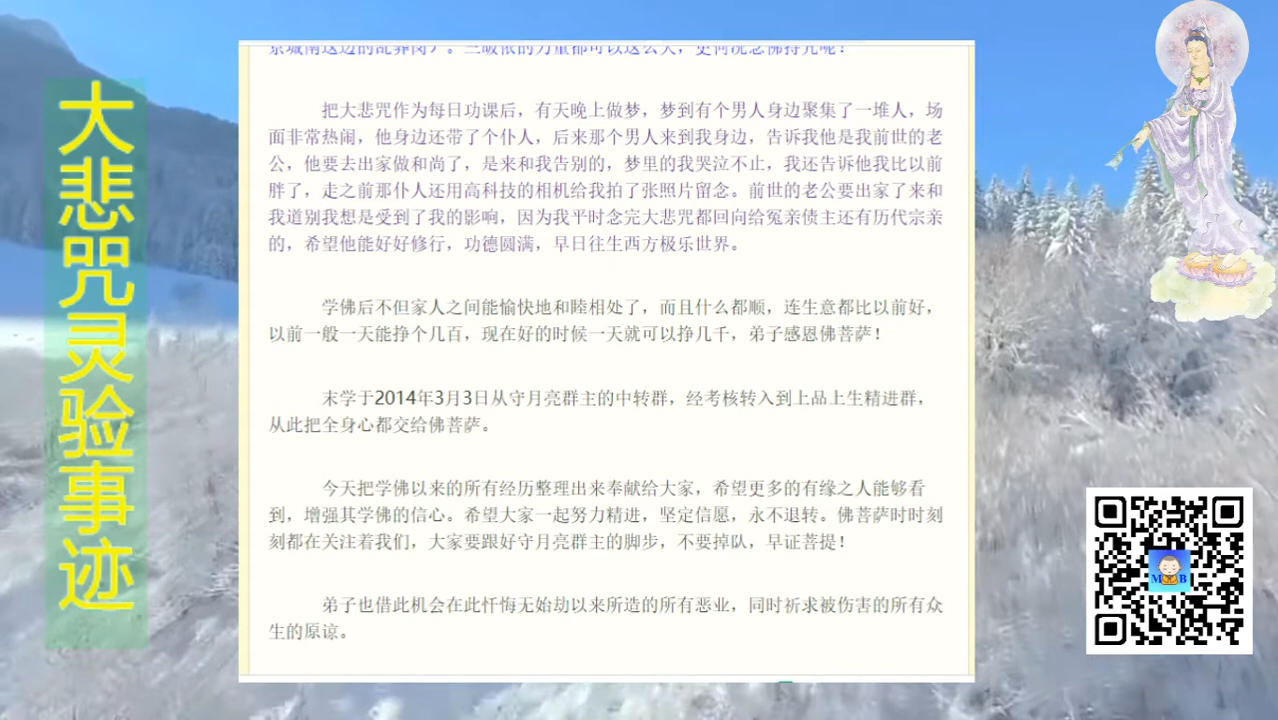 大悲咒灵验事迹
把大悲咒作为每日功课后，有天晚上做梦，梦到有个男人身边聚集了一堆人，场
面非常热闹，他身边还带了个仆人，后来那个男人来到我身边，告诉我他是我前世的老
公，他要去出家做和尚了，是来和我告别的，梦里的我哭泣不止，我还告诉他我比以前
胖了，走之前那仆人还用高科技的相机给我拍了张照片留念。前世的老公要出家了来和
我道别我想是受到了我的影响，因为我平时念完大悲咒都回向给冤亲债主还有历代宗亲
的，希望他能好好修行，功德圆满，早日往生西方极乐世界。
学佛后不但家人之间能愉快地和睦相处了，而且什么都顺，连生意都比以前好，
以前一般一天能挣个几百，现在好的时候一天就可以挣几千，弟子感恩佛菩萨！
末学于2014年3月3日从守月亮群主的中转群，经考核转入到上品上生精进群，
从此把全身心都交给佛菩萨。
今天把学佛以来的所有经历整理出来奉献给大家，希望更多的有缘之人能够看
到，增强其学佛的信心。希望大家一起努力精进，坚定信愿，永不退转。佛菩萨时时刻
刻都在关注着我们，大家要跟好守月亮群主的脚步，不要掉队，早证菩提！
弟子也借此机会在此忏悔无始劫以来所造的所有恶业，同时祈求被伤害的所有众
生的原谅。
M B